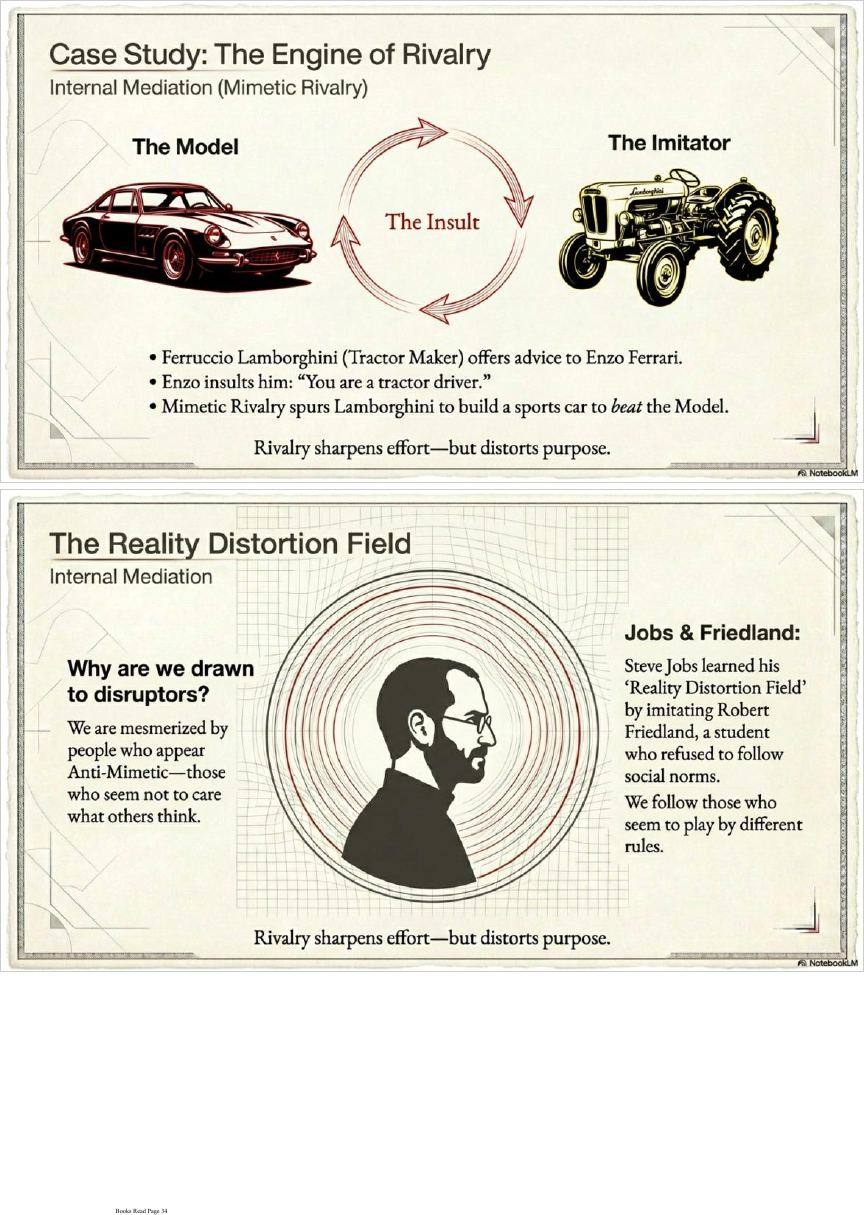 Case Study: The Engine of Rivalry
Internal Mediation (Mimetic Rivalry)
The Model
The Imitator
The Insult
Lamborghini
• Ferruccio Lamborghini (Tractor Maker) offers advice to Enzo Ferrari.
• Enzo insults him: “You are a tractor driver.”
• Mimetic Rivalry spurs Lamborghini to build a sports car to beat the Model.
Rivalry sharpens effort—but distorts purpose.
NotebookLM
The Reality Distortion Field
Internal Mediation
Why are we drawn
to disruptors?
We are mesmerized by
people who appear
Anti-Mimetic—those
who seem not to care
what others think.
Jobs & Friedland:
Steve Jobs learned his
‘Reality Distortion Field’
by imitating Robert
Friedland, a student
who refused to follow
social norms.
We follow those who
seem to play by different
rules.
Rivalry sharpens effort—but distorts purpose.
NotebookLM
Books Read Page 34